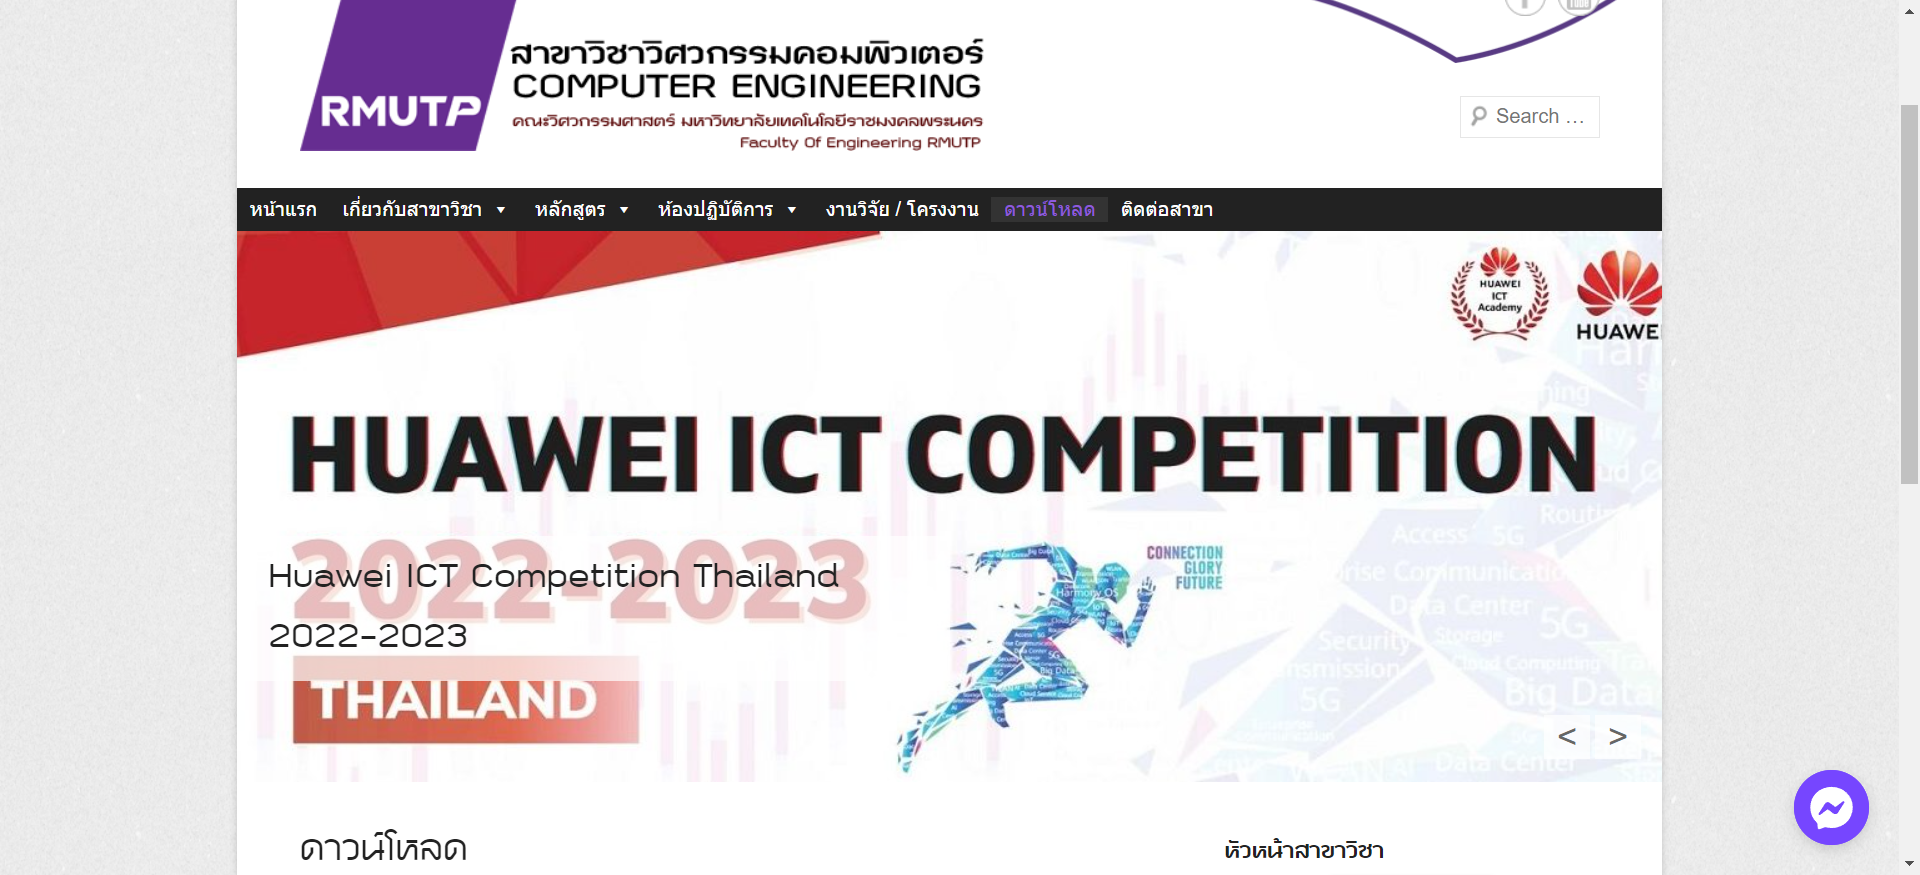 RMUTP
สาขาวิชาวิศวกรรมคอมพิวเตอร์
COMPUTER ENGINEERING
คณะวิศวกรรมศาสตร์ มหาวิทยาลัยเทคโนโลยีราชมงคลพระนคร
Faculty Of Engineering RMUTP
Search ...
หน้าแรก เกี่ยวกับสาขาวิชา หลักสูตร ห้องปฏิบัติการ งานวิจัย / โครงงาน ดาวน์โหลด ติดต่อสาขา
HUAWEI
ICT
Academy
HUAWEI
HUAWEI ICT COMPETITION
2022-2023
CONNECTION
GLORY
FUTURE
Huawei ICT Competition Thailand
2022-2023
THAILAND
Access 5G
Data Center
5G
Security
Storage
Cloud Computing
5G
Big Data
Data Center
< >
ดาวน์โหลด
หัวหน้าสาขาวิชา